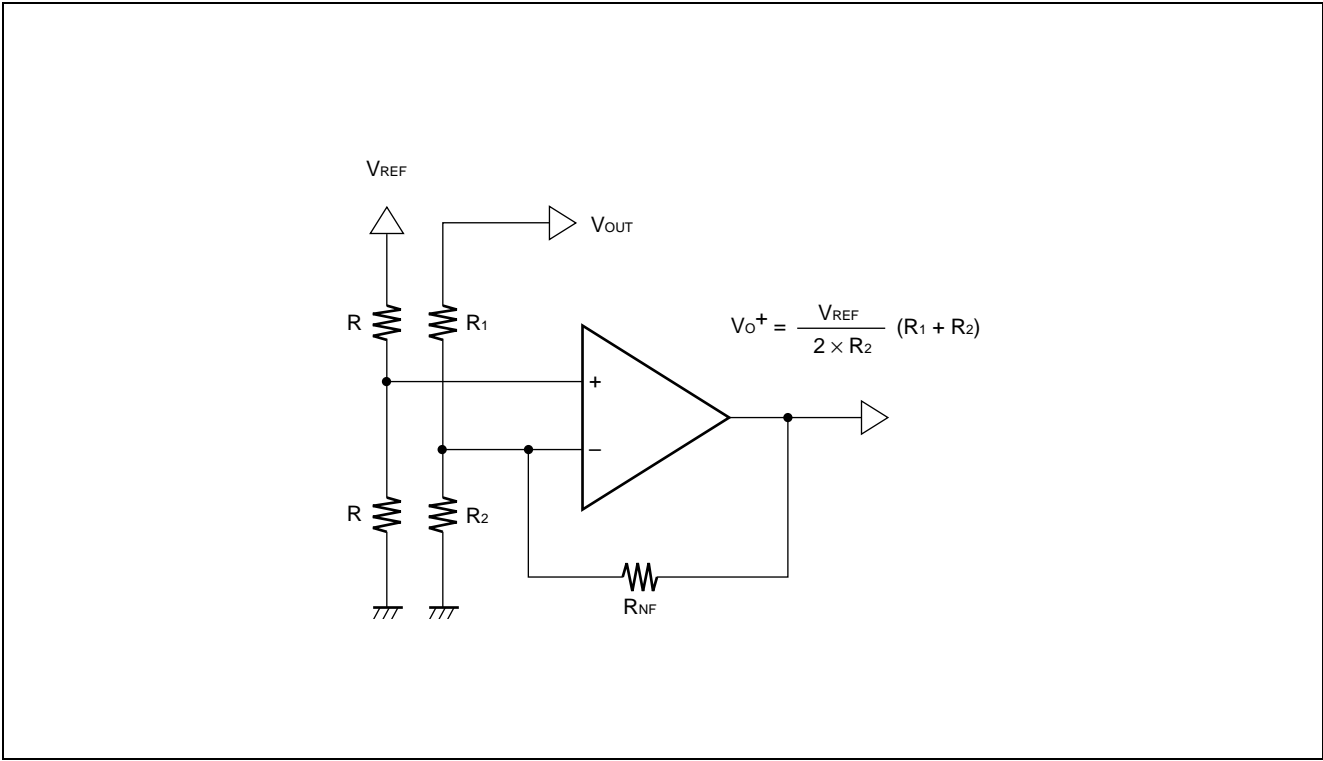 VREF
VOUT
R
R1
VO+ = VREF / 2 × R2 (R1 + R2)
+
−
R
R2
RNF